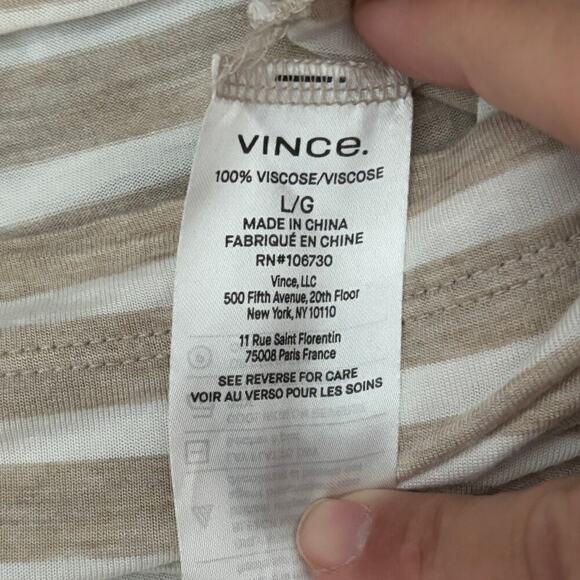 VINCE.
100% VISCOSE/VISCOSE
L/G
MADE IN CHINA
FABRIQUÉ EN CHINE
RN#106730
Vince, LLC
500 Fifth Avenue, 20th Floor
New York, NY 10110
11 Rue Saint Florentin
75008 Paris France
SEE REVERSE FOR CARE
VOIR AU VERSO POUR LES SOINS